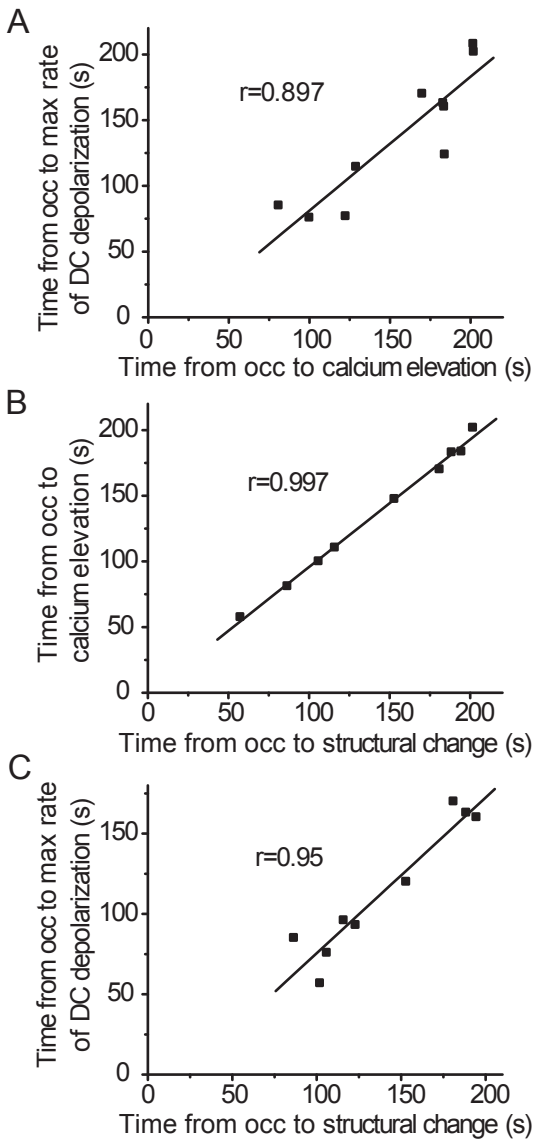 A
Time from occ to max rate
of DC depolarization (s)
200
150
100
50
0
r=0.897
0 50 100 150 200
Time from occ to calcium elevation (s)
B
Time from occ to
calcium elevation (s)
200
150
100
50
0
r=0.997
0 50 100 150 200
Time from occ to structural change (s)
C
Time from occ to max rate
of DC depolarization (s)
150
100
50
0
r=0.95
0 50 100 150 200
Time from occ to structural change (s)